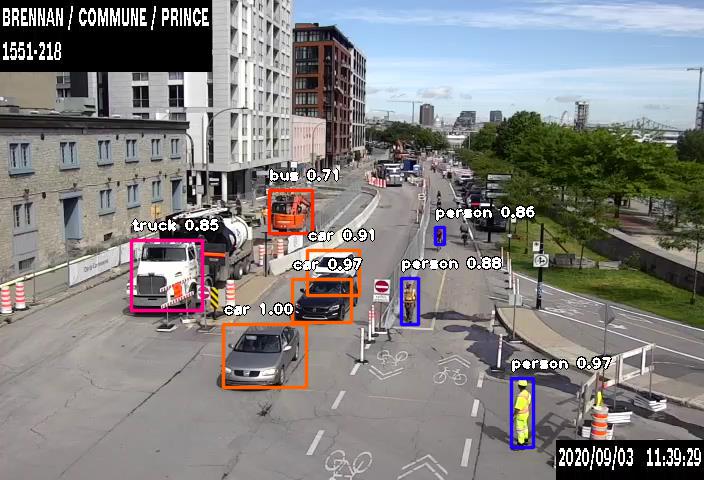 BRENNAN / COMMUNE / PRINCE
1551-218
bus 0.71
person 0.86
truck 0.85
car 0.91
car 0.97
person 0.88
car 1.00
person 0.97
2020/09/03 11:39:29